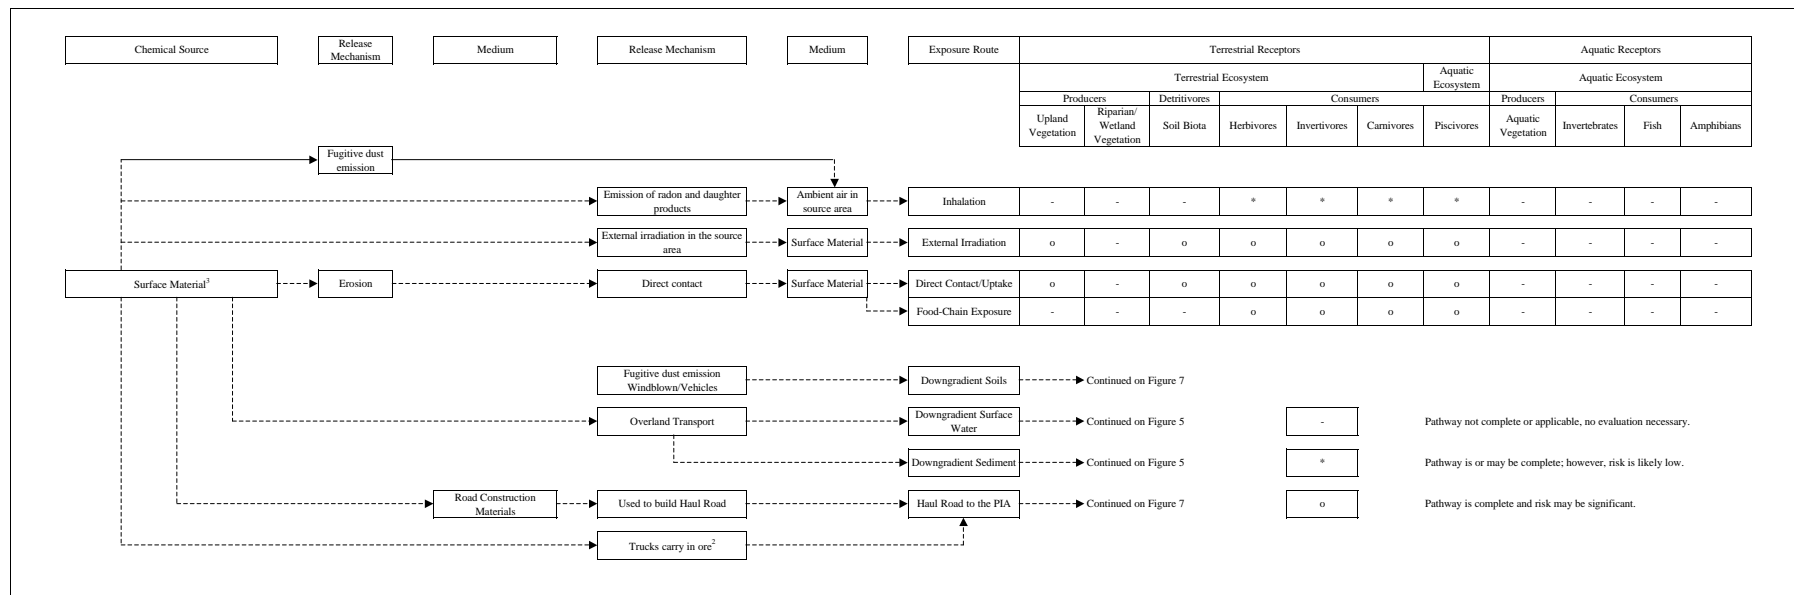 Chemical Source
Release
Mechanism
Medium
Release Mechanism
Medium
Exposure Route
Terrestrial Receptors
Aquatic Receptors
Terrestrial Ecosystem
Aquatic
Ecosystem
Aquatic Ecosystem
Producers
Detritivores
Consumers
Producers
Consumers
Upland
Vegetation
Riparian/
Wetland
Vegetation
Soil Biota
Herbivores
Invertivores
Carnivores
Piscivores
Aquatic
Vegetation
Invertebrates
Fish
Amphibians
Fugitive dust
emission
Emission of radon and daughter
products
Ambient air in
source area
Inhalation - - - * * * * - - - -
External irradiation in the source
area
Surface Material
External Irradiation o - o o o o o - - - -
Surface Material³
Erosion
Direct contact
Surface Material
Direct Contact/Uptake o - o o o o o - - - -
Food-Chain Exposure - - - o o o o - - - -
Fugitive dust emission
Windblown/Vehicles
Downgradient Soils
Continued on Figure 7
Overland Transport
Downgradient Surface
Water
Continued on Figure 5
- Pathway not complete or applicable, no evaluation necessary.
Downgradient Sediment
Continued on Figure 5
* Pathway is or may be complete; however, risk is likely low.
Road Construction
Materials
Used to build Haul Road
Haul Road to the PIA
Continued on Figure 7
o Pathway is complete and risk may be significant.
Trucks carry in ore²